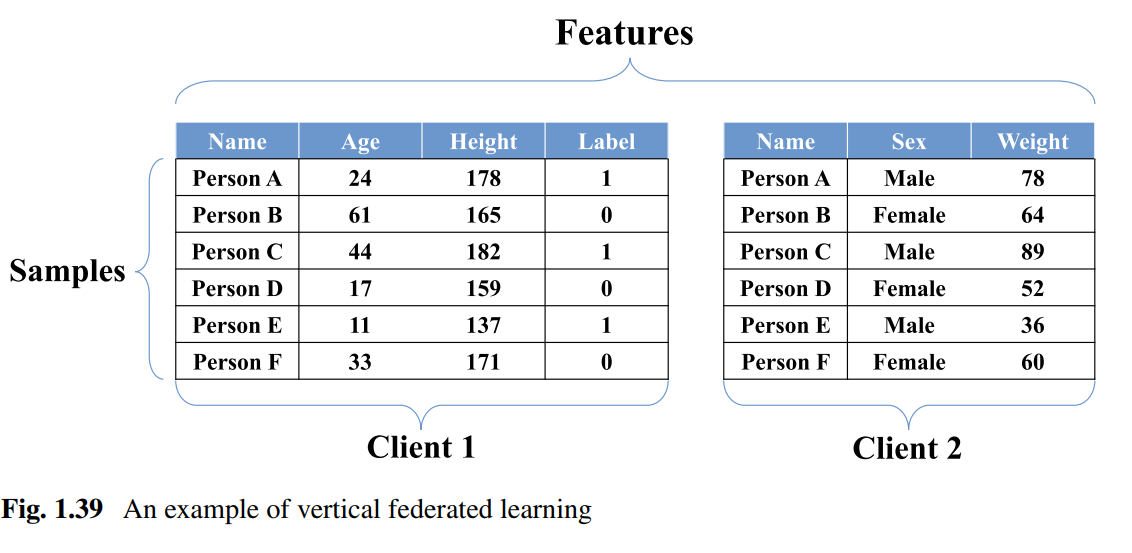 Features
Name Age Height Label Name Sex Weight
Person A 24 178 1 Person A Male 78
Person B 61 165 0 Person B Female 64
Person C 44 182 1 Person C Male 89
Samples
Person D 17 159 0 Person D Female 52
Person E 11 137 1 Person E Male 36
Person F 33 171 0 Person F Female 60
Client 1 Client 2
Fig. 1.39 An example of vertical federated learning